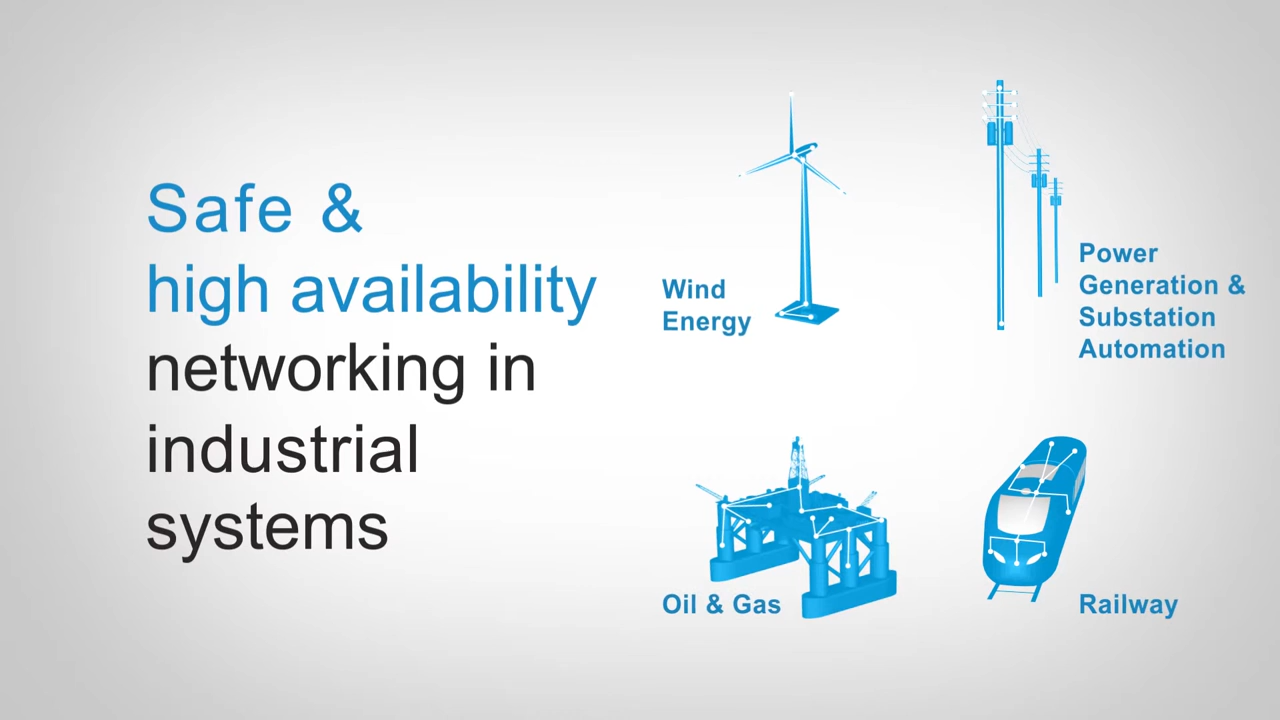 Safe &
high availability
networking in
industrial
systems
Wind
Energy
Power
Generation &
Substation
Automation
Oil & Gas
Railway